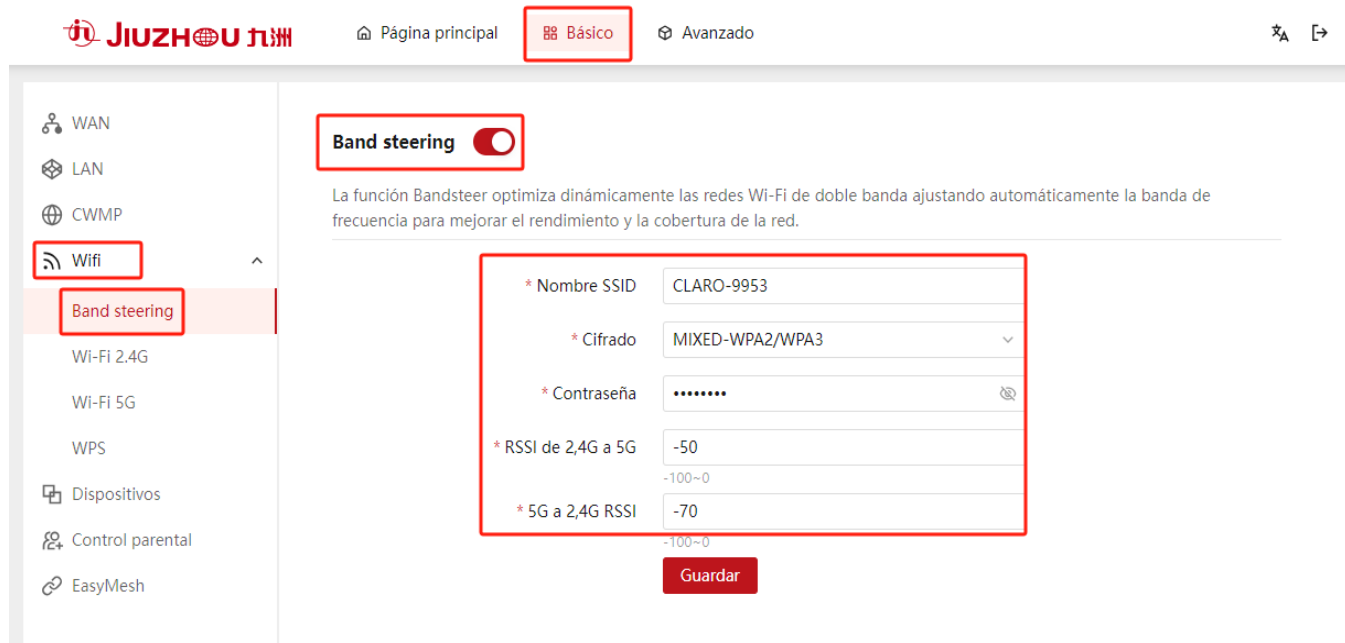 JIUZHOU 九洲
Página principal
Básico
Avanzado
WAN
LAN
CWMP
Wifi
Band steering
Wi-Fi 2.4G
Wi-Fi 5G
WPS
Dispositivos
Control parental
EasyMesh
Band steering
La función Bandsteer optimiza dinámicamente las redes Wi-Fi de doble banda ajustando automáticamente la banda de
frecuencia para mejorar el rendimiento y la cobertura de la red.
* Nombre SSID CLARO-9953
* Cifrado MIXED-WPA2/WPA3
* Contraseña ••••••••
* RSSI de 2,4G a 5G -50
-100~0
* 5G a 2,4G RSSI -70
-100~0
Guardar